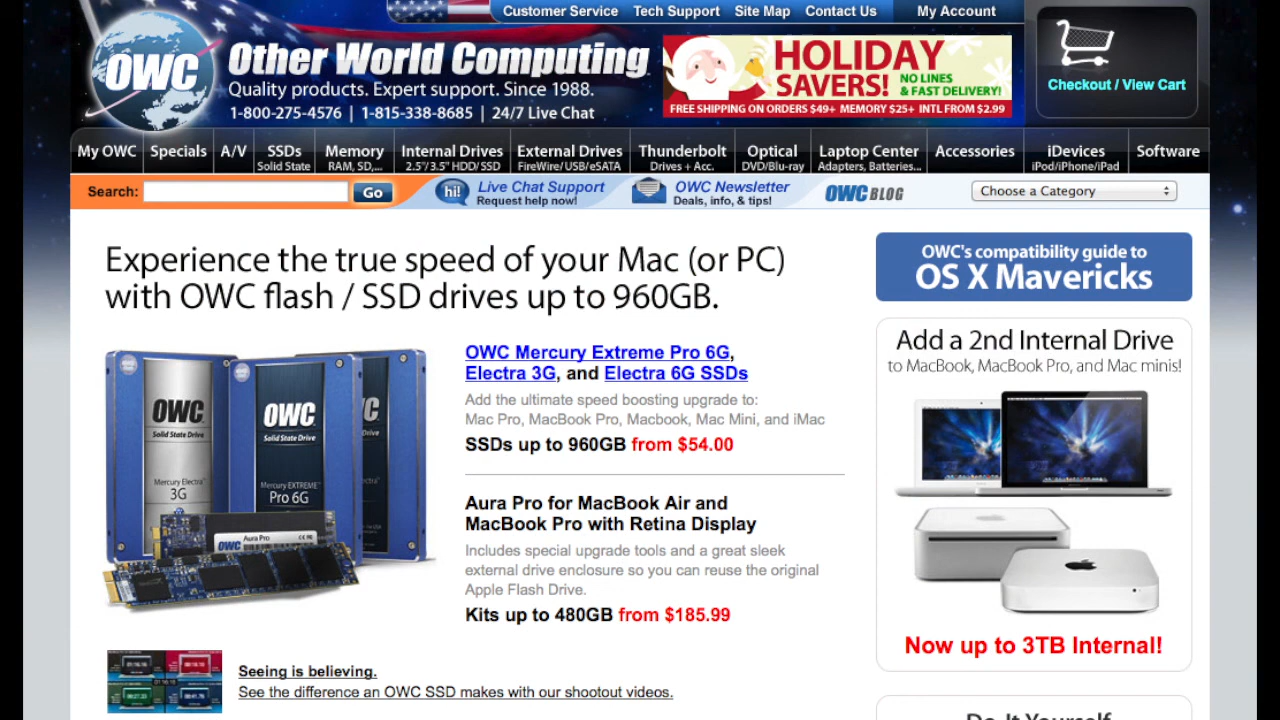 Customer Service Tech Support Site Map Contact Us My Account
OWC
Other World Computing
Quality products. Expert support. Since 1988.
1-800-275-4576 | 1-815-338-8685 | 24/7 Live Chat
HOLIDAY
SAVERS!
NO LINES
& FAST DELIVERY!
FREE SHIPPING ON ORDERS $49+ MEMORY $25+ INTL FROM $2.99
Checkout / View Cart
My OWC
Specials
A/V
SSDs
Solid State
Memory
RAM, SD,...
Internal Drives
2.5"/3.5" HDD/SSD
External Drives
FireWire/USB/eSATA
Thunderbolt
Drives + Acc.
Optical
DVD/Blu-ray
Laptop Center
Adapters, Batteries...
Accessories
iDevices
iPod/iPhone/iPad
Software
Search:
Go
hi!
Live Chat Support
Request help now!
OWC Newsletter
Deals, info, & tips!
OWC BLOG
Choose a Category
Experience the true speed of your Mac (or PC)
with OWC flash / SSD drives up to 960GB.
OWC
Solid State Drive
Mercury Electra
3G
OWC
Solid State Drive
Mercury EXTREME
Pro 6G
OWC Aura Pro
OWC Mercury Extreme Pro 6G,
Electra 3G, and Electra 6G SSDs
Add the ultimate speed boosting upgrade to:
Mac Pro, MacBook Pro, Macbook, Mac Mini, and iMac
SSDs up to 960GB from $54.00
Aura Pro for MacBook Air and
MacBook Pro with Retina Display
Includes special upgrade tools and a great sleek
external drive enclosure so you can reuse the original
Apple Flash Drive.
Kits up to 480GB from $185.99
Seeing is believing.
See the difference an OWC SSD makes with our shootout videos.
OWC's compatibility guide to
OS X Mavericks
Add a 2nd Internal Drive
to MacBook, MacBook Pro, and Mac minis!
Now up to 3TB Internal!
Do-It-Yourself